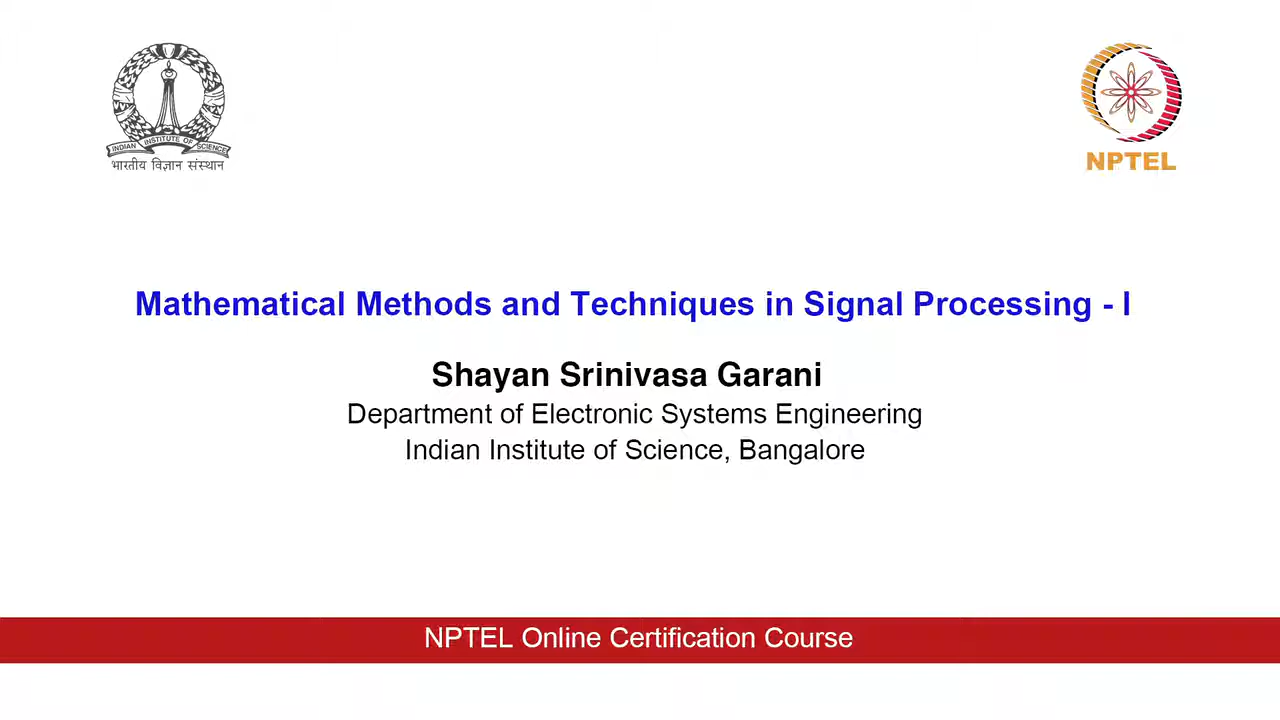 INDIAN INSTITUTE OF SCIENCE
भारतीय विज्ञान संस्थान
NPTEL
Mathematical Methods and Techniques in Signal Processing - I
Shayan Srinivasa Garani
Department of Electronic Systems Engineering
Indian Institute of Science, Bangalore
NPTEL Online Certification Course